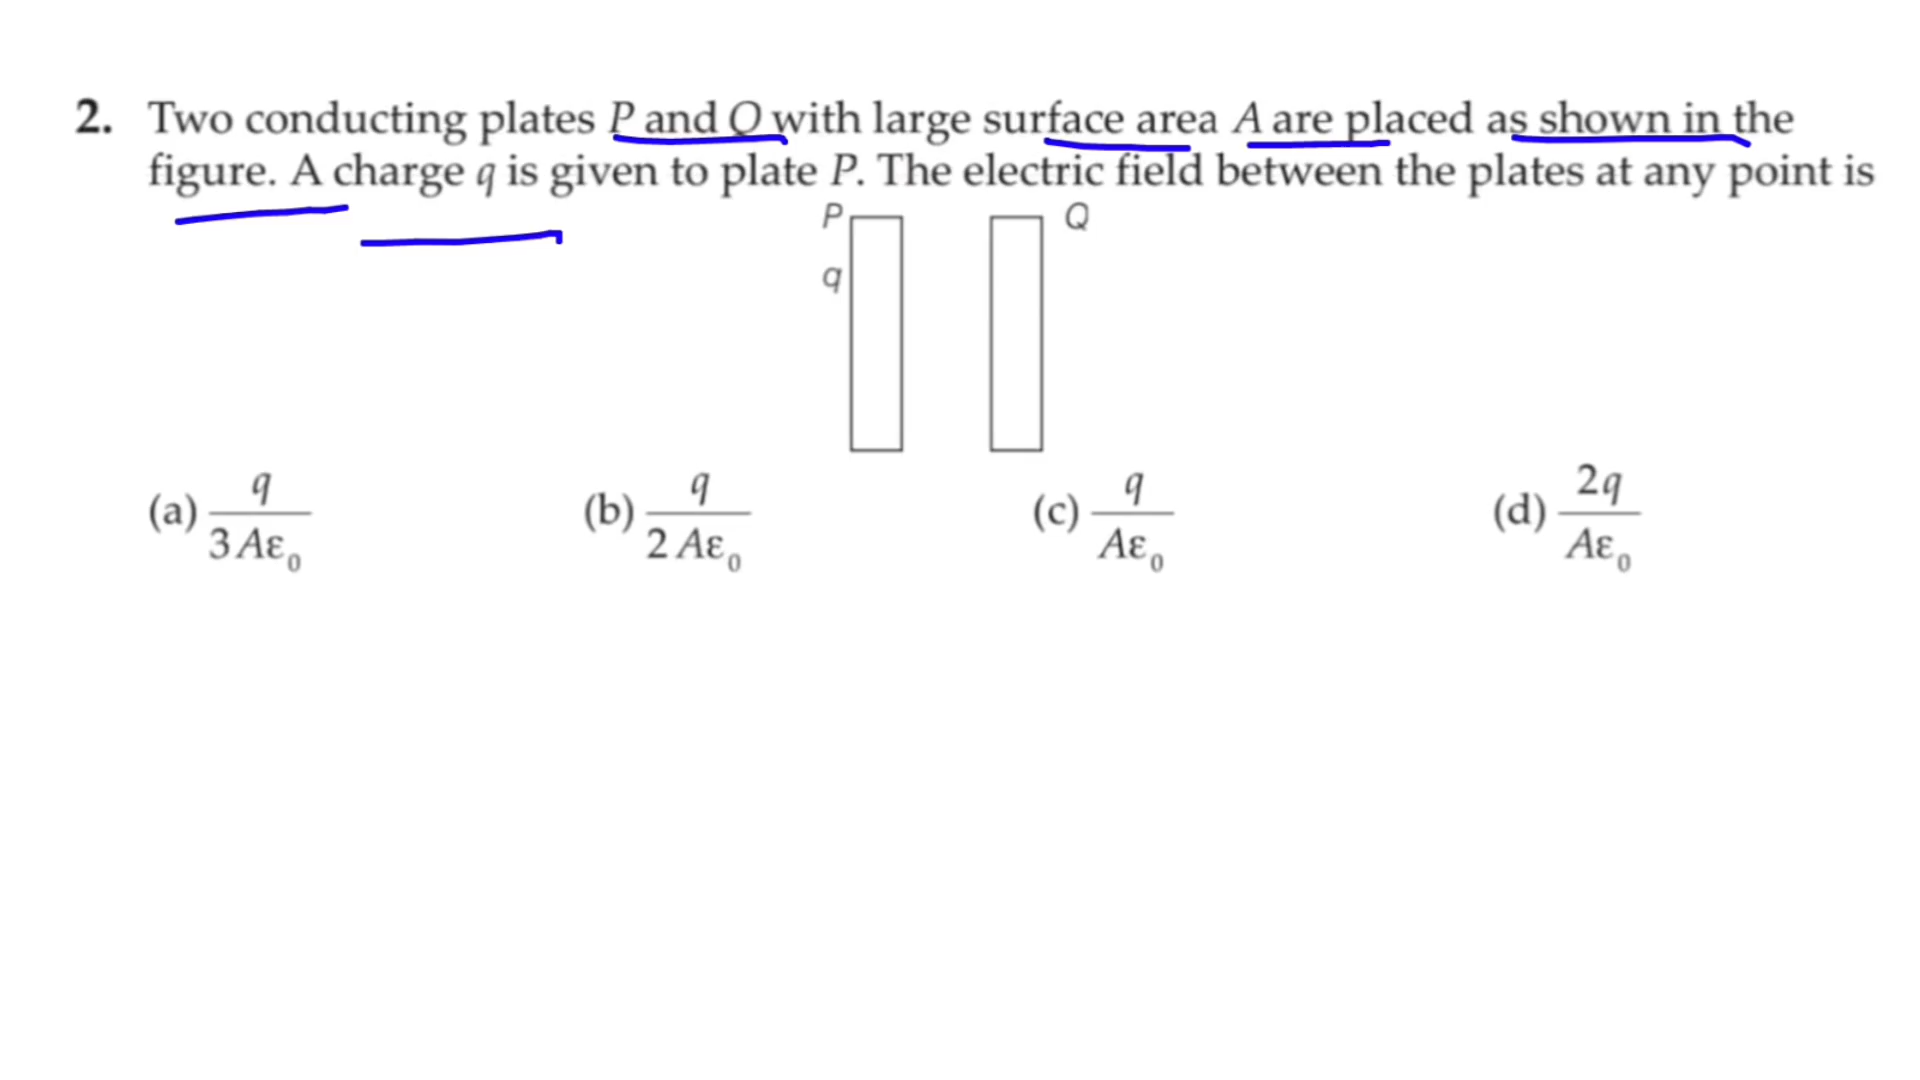 2. Two conducting plates P and Q with large surface area A are placed as shown in the
figure. A charge q is given to plate P. The electric field between the plates at any point is
P Q
q
(a) q/3Aε₀ (b) q/2Aε₀ (c) q/Aε₀ (d) 2q/Aε₀